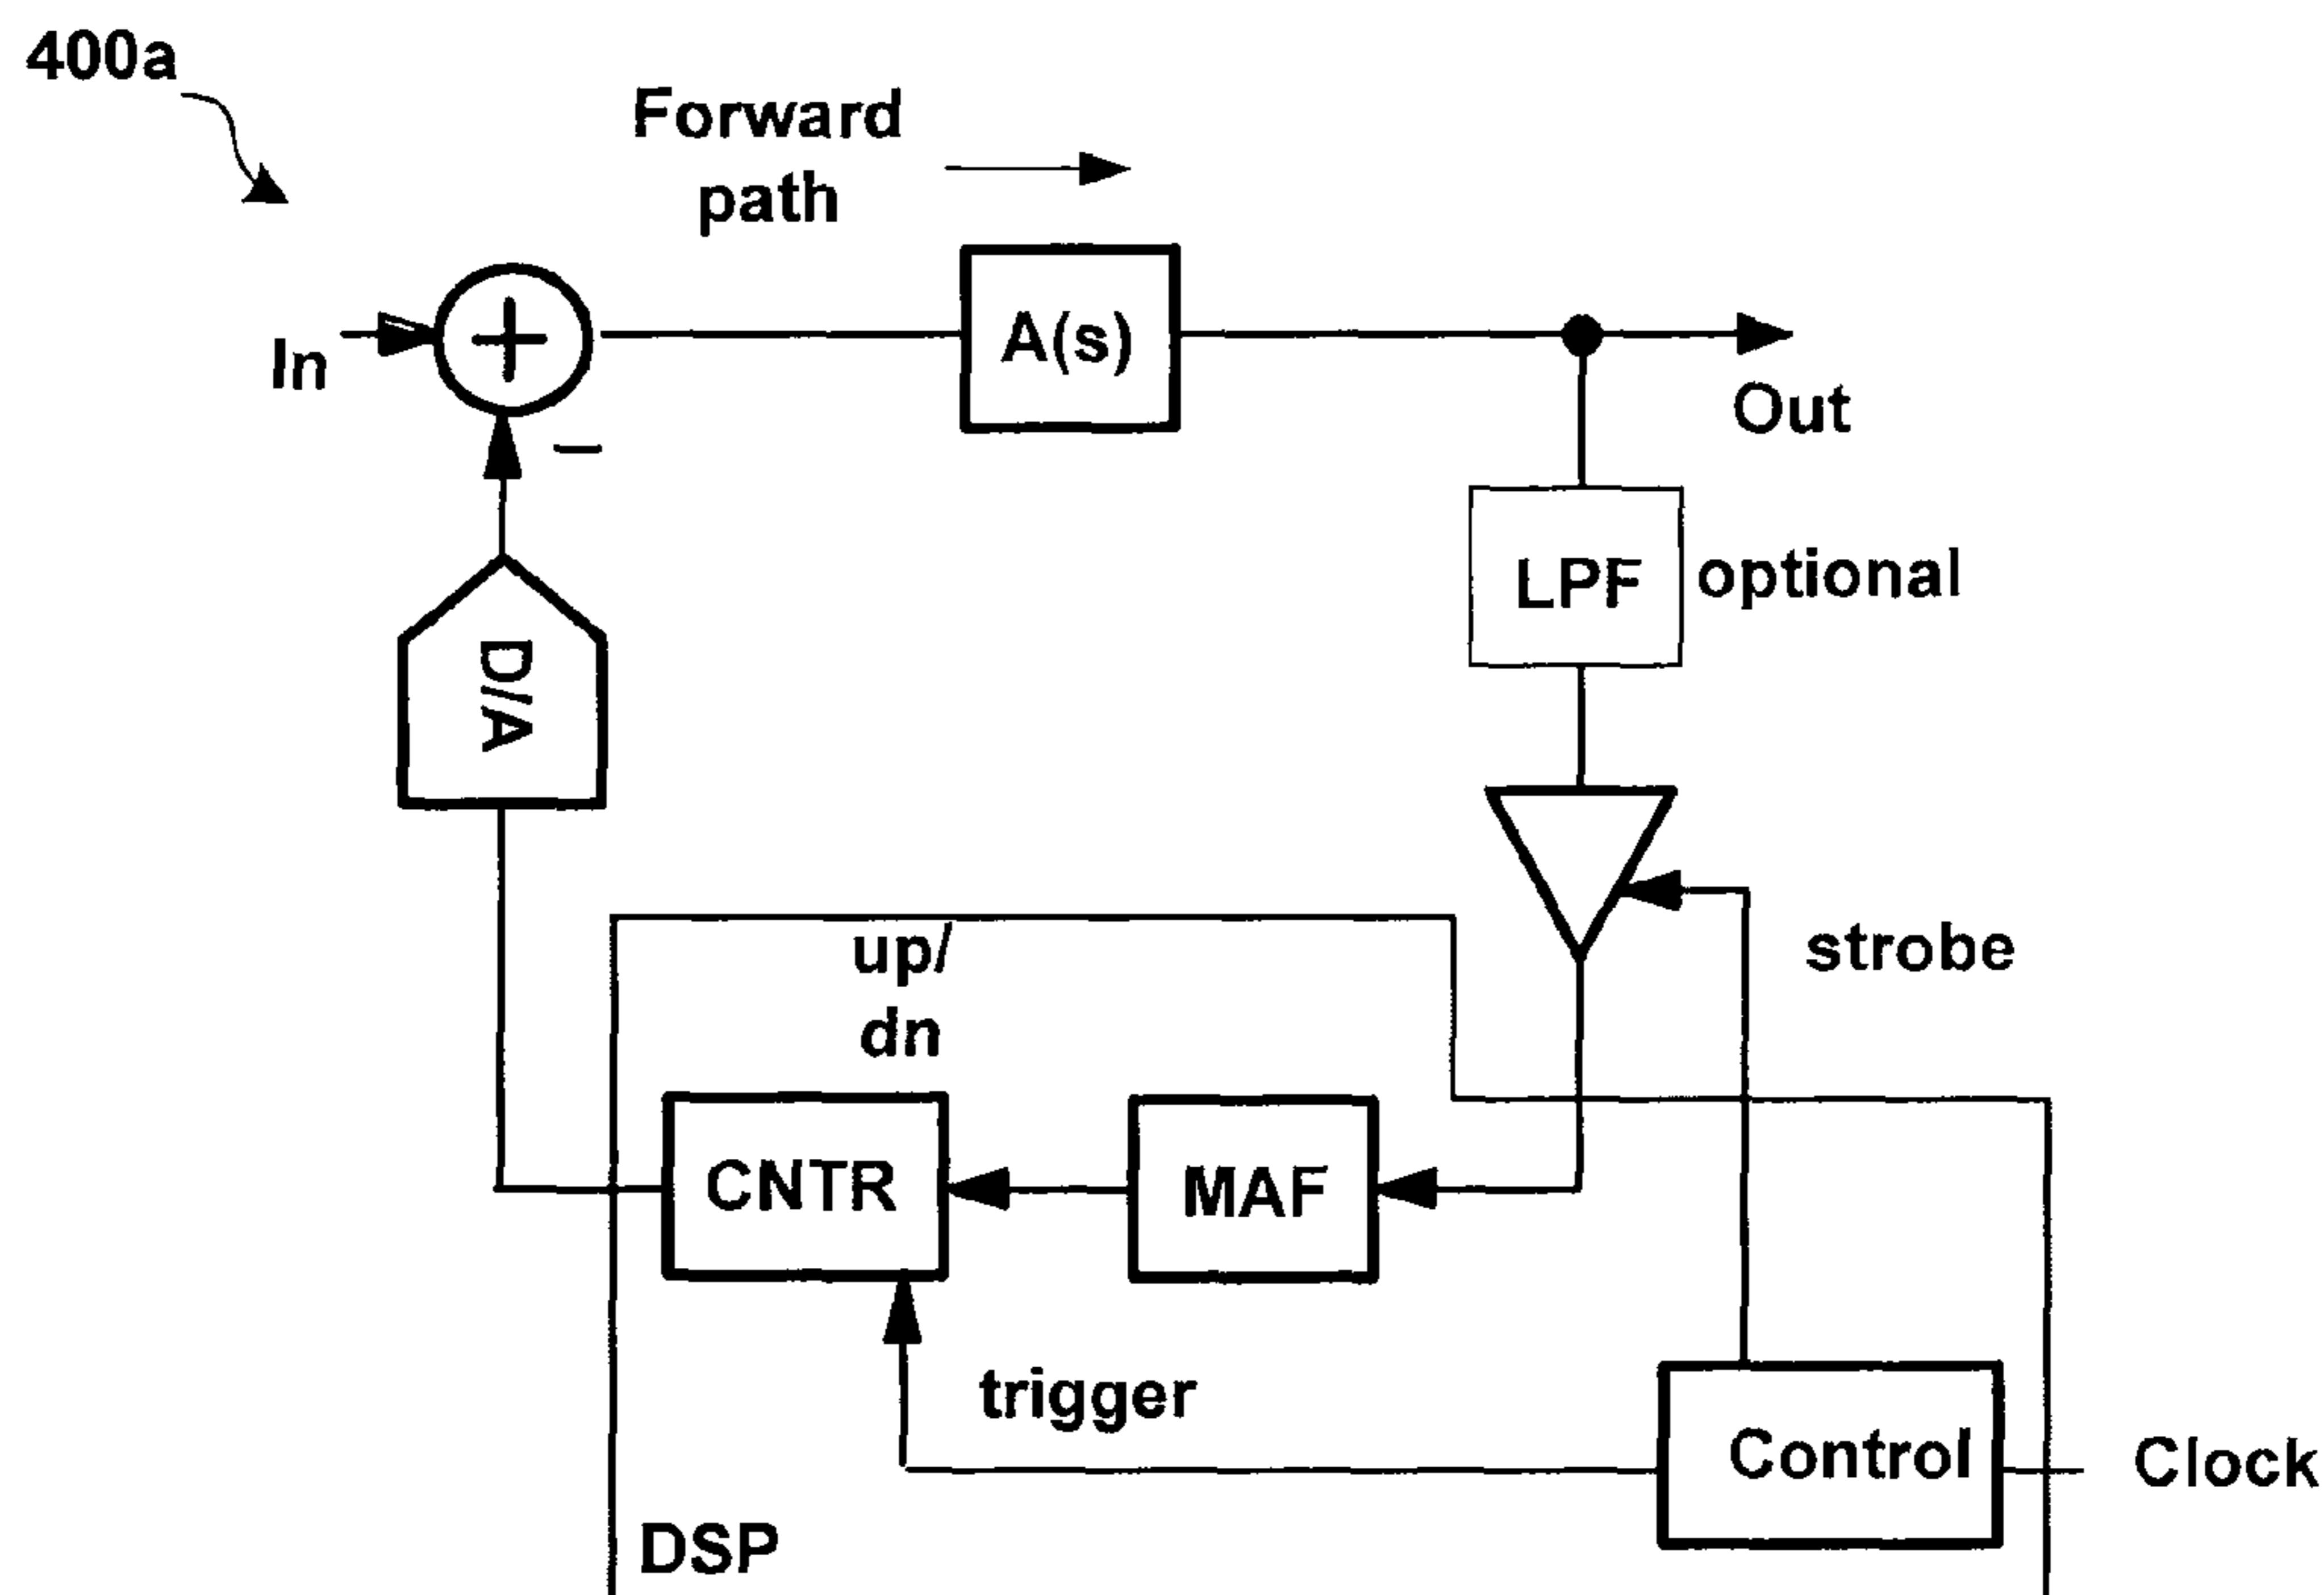 400a
Forward
path
In
+
A(s)
Out
–
LPF
optional
D/A
strobe
up/
dn
CNTR
MAF
trigger
Control
Clock
DSP